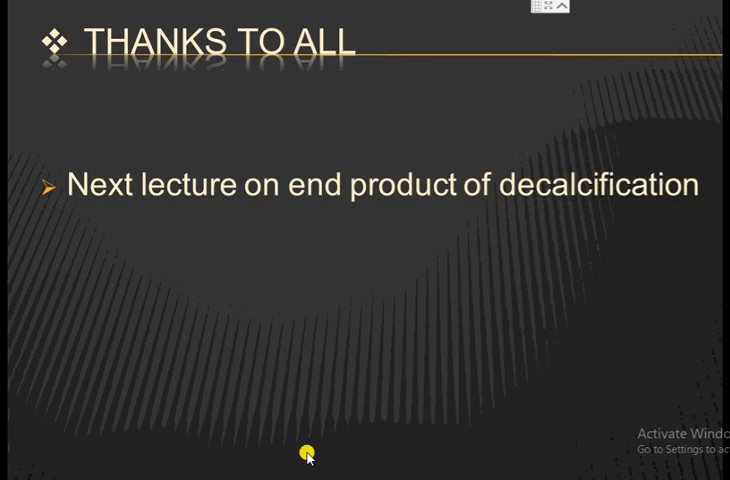 THANKS TO ALL
Next lecture on end product of decalcification
Activate Windo
Go to Settings to ac